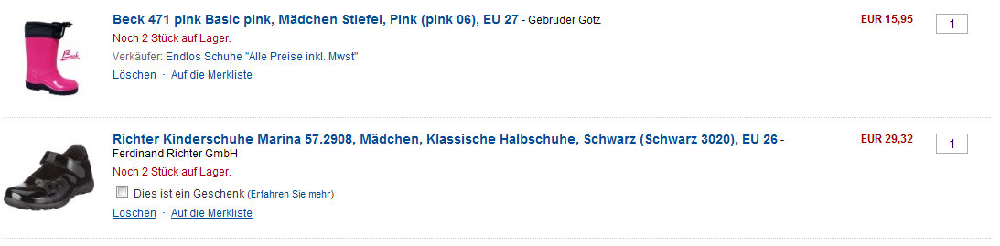 Beck 471 pink Basic pink, Mädchen Stiefel, Pink (pink 06), EU 27 - Gebrüder Götz
EUR 15,95
1
Noch 2 Stück auf Lager.
Beck
Verkäufer: Endlos Schuhe "Alle Preise inkl. Mwst"
Löschen · Auf die Merkliste
Richter Kinderschuhe Marina 57.2908, Mädchen, Klassische Halbschuhe, Schwarz (Schwarz 3020), EU 26 -
EUR 29,32
1
Ferdinand Richter GmbH
Noch 2 Stück auf Lager.
Dies ist ein Geschenk (Erfahren Sie mehr)
Löschen · Auf die Merkliste